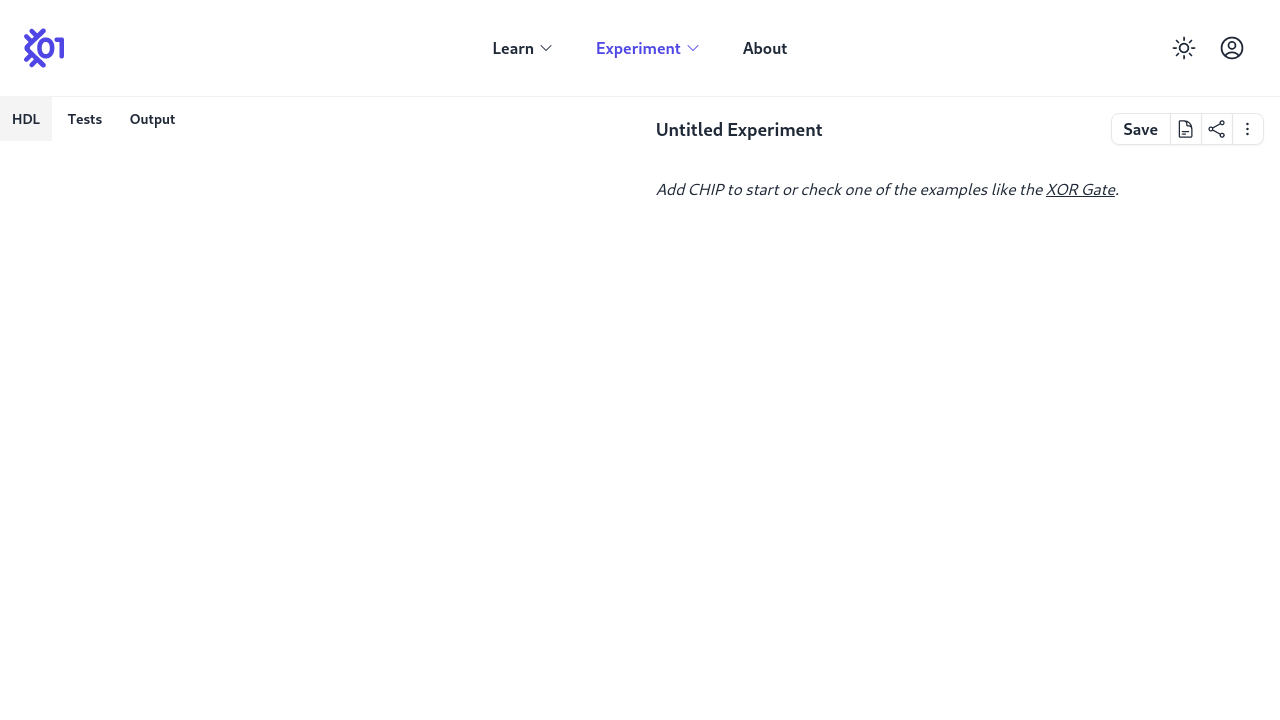 01
Learn Experiment About
HDL Tests Output
Untitled Experiment
Save
Add CHIP to start or check one of the examples like the XOR Gate.